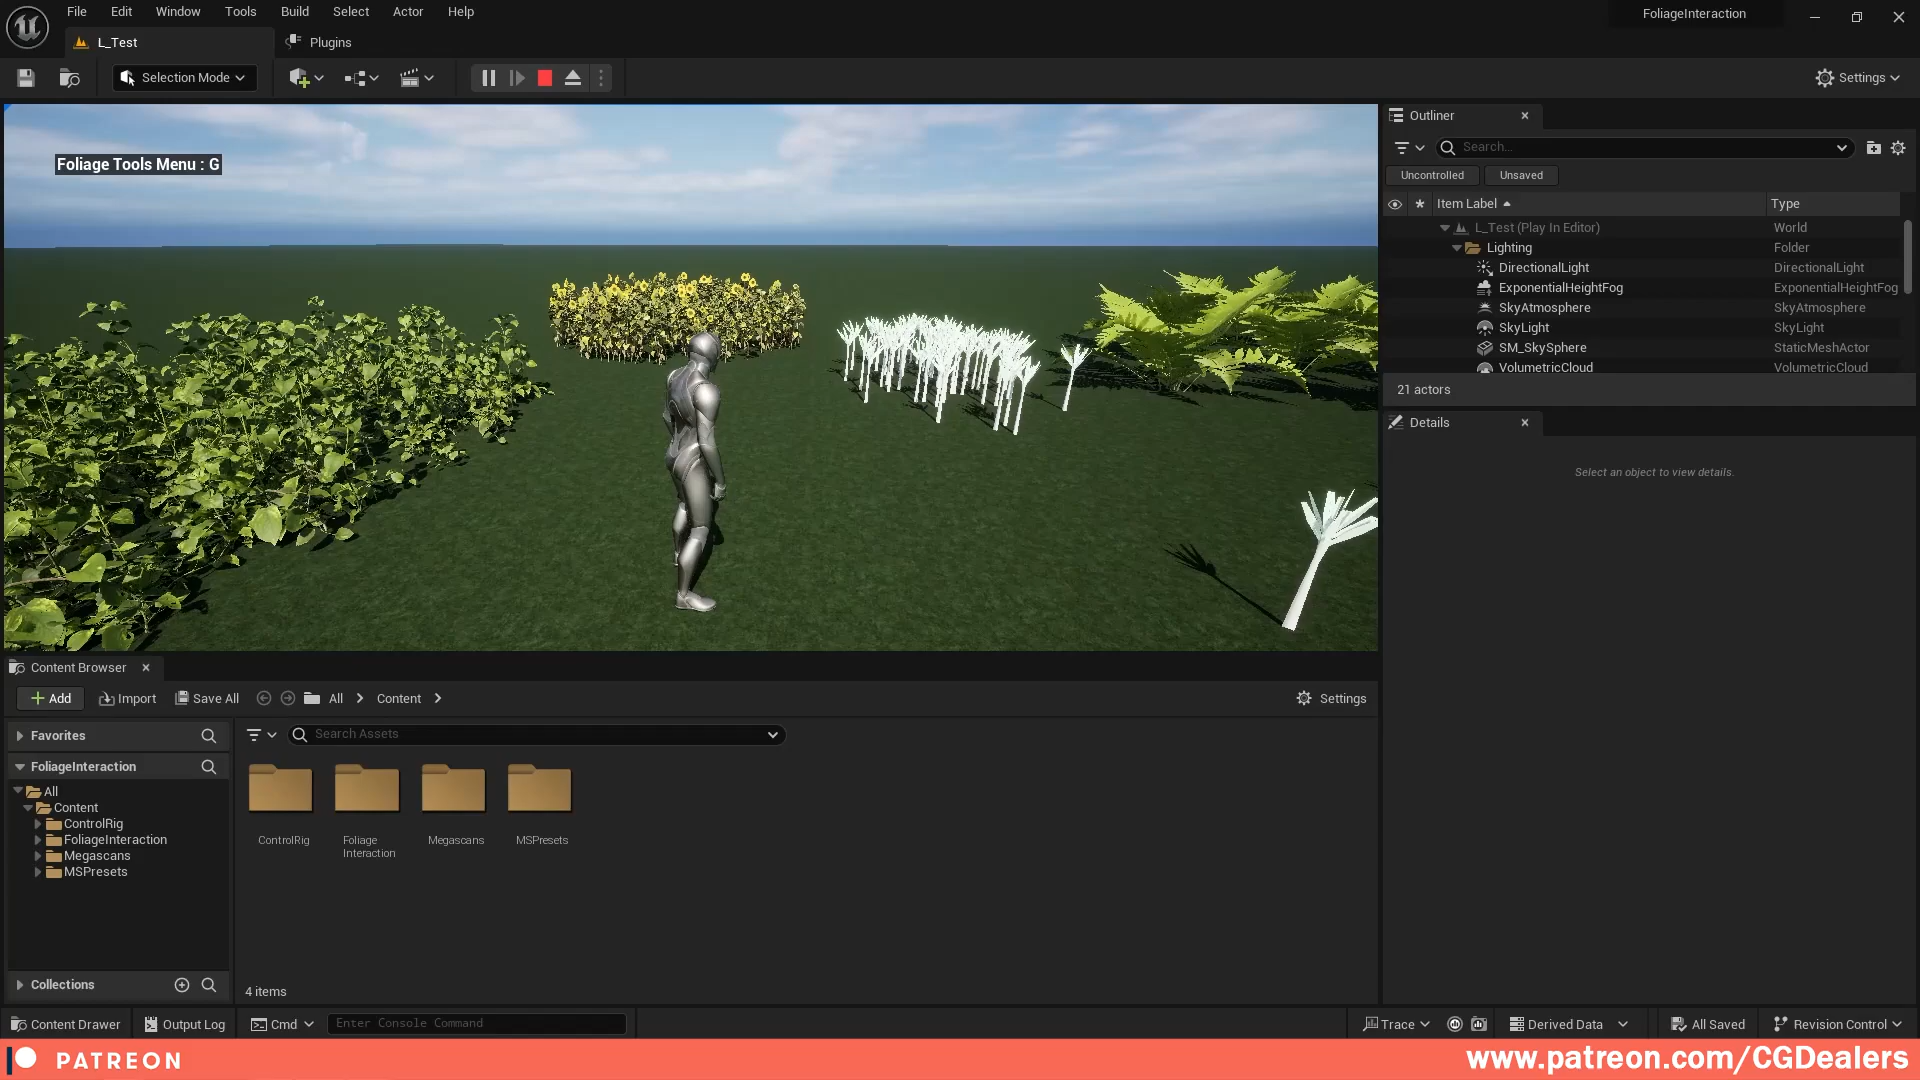 File Edit Window Tools Build Select Actor Help
FoliageInteraction
L_Test
Plugins
Selection Mode
Settings
Foliage Tools Menu : G
Outliner
Search...
Uncontrolled
Unsaved
Item Label
Type
L_Test (Play In Editor) World
Lighting Folder
DirectionalLight DirectionalLight
ExponentialHeightFog ExponentialHeightFog
SkyAtmosphere SkyAtmosphere
SkyLight SkyLight
SM_SkySphere StaticMeshActor
VolumetricCloud VolumetricCloud
21 actors
Details
Select an object to view details.
Content Browser
Add Import Save All All Content Settings
Favorites
Search Assets
FoliageInteraction
All
Content
ControlRig
FoliageInteraction
Megascans
MSPresets
ControlRig
Foliage
Interaction
Megascans
MSPresets
Collections
4 items
Content Drawer Output Log Cmd Enter Console Command Trace Derived Data All Saved Revision Control
PATREON
www.patreon.com/CGDealers